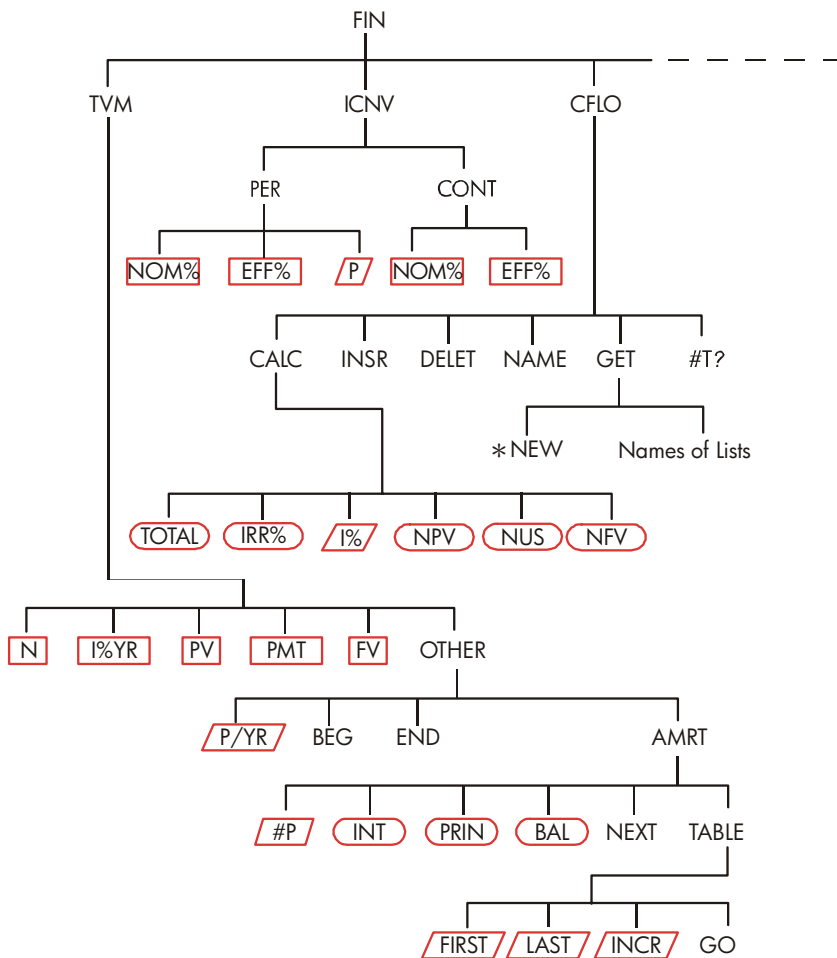 FIN
TVM ICNV CFLO
PER CONT
NOM% EFF% P NOM% EFF%
CALC INSR DELET NAME GET #T?
*NEW Names of Lists
TOTAL IRR% I% NPV NUS NFV
N I%YR PV PMT FV OTHER
P/YR BEG END AMRT
#P INT PRIN BAL NEXT TABLE
FIRST LAST INCR GO